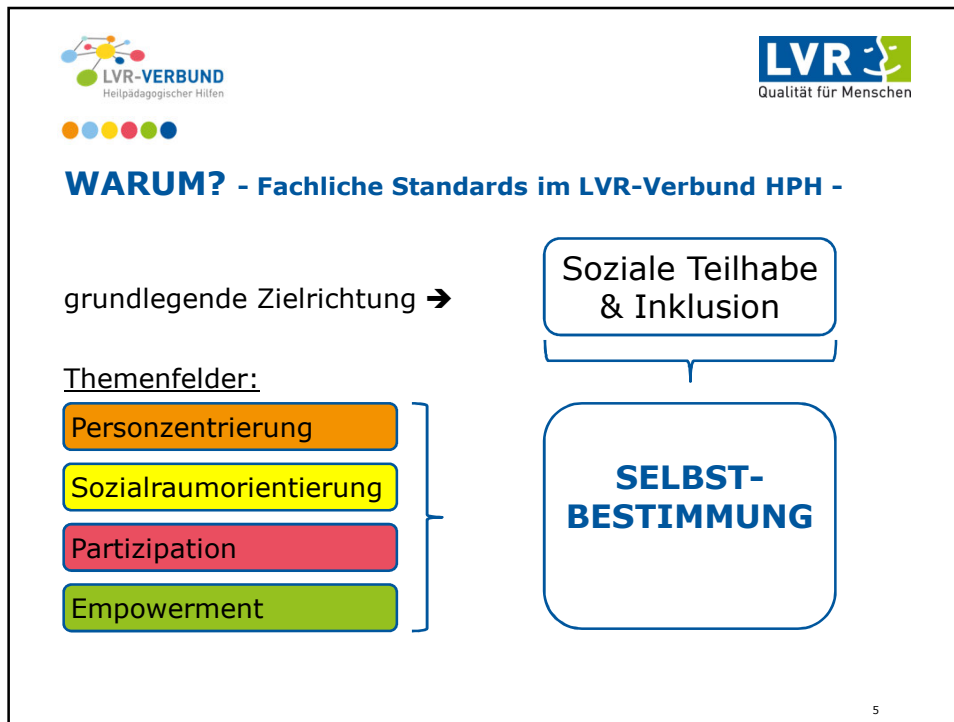 LVR-VERBUND
Heilpädagogischer Hilfen
LVR
Qualität für Menschen
WARUM? - Fachliche Standards im LVR-Verbund HPH -
grundlegende Zielrichtung ➔
Soziale Teilhabe
& Inklusion
Themenfelder:
Personzentrierung
Sozialraumorientierung
Partizipation
Empowerment
SELBST-
BESTIMMUNG
5